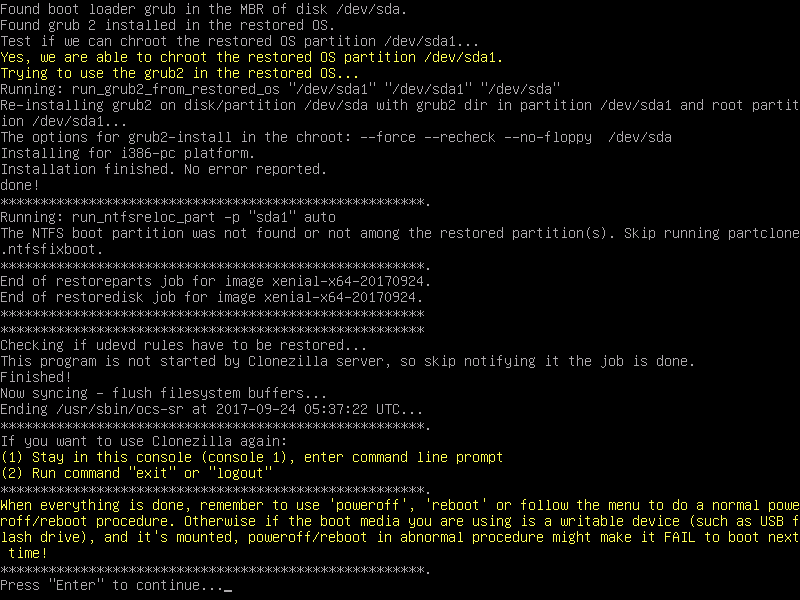 Found boot loader grub in the MBR of disk /dev/sda.
Found grub 2 installed in the restored OS.
Test if we can chroot the restored OS partition /dev/sda1...
Yes, we are able to chroot the restored OS partition /dev/sda1.
Trying to use the grub2 in the restored OS...
Running: run_grub2_from_restored_os "/dev/sda1" "/dev/sda1" "/dev/sda"
Re-installing grub2 on disk/partition /dev/sda with grub2 dir in partition /dev/sda1 and root partit
ion /dev/sda1...
The options for grub2-install in the chroot: --force --recheck --no-floppy  /dev/sda
Installing for i386-pc platform.
Installation finished. No error reported.
done!
*****************************************************.
Running: run_ntfsreloc_part -p "sda1" auto
The NTFS boot partition was not found or not among the restored partition(s). Skip running partclone
.ntfsfixboot.
*****************************************************.
End of restoreparts job for image xenial-x64-20170924.
End of restoredisk job for image xenial-x64-20170924.
*****************************************************
*****************************************************
Checking if udevd rules have to be restored...
This program is not started by Clonezilla server, so skip notifying it the job is done.
Finished!
Now syncing - flush filesystem buffers...
Ending /usr/sbin/ocs-sr at 2017-09-24 05:37:22 UTC...
*****************************************************.
If you want to use Clonezilla again:
(1) Stay in this console (console 1), enter command line prompt
(2) Run command "exit" or "logout"
*****************************************************.
When everything is done, remember to use 'poweroff', 'reboot' or follow the menu to do a normal powe
roff/reboot procedure. Otherwise if the boot media you are using is a writable device (such as USB f
lash drive), and it's mounted, poweroff/reboot in abnormal procedure might make it FAIL to boot next
 time!
*****************************************************.
Press "Enter" to continue..._